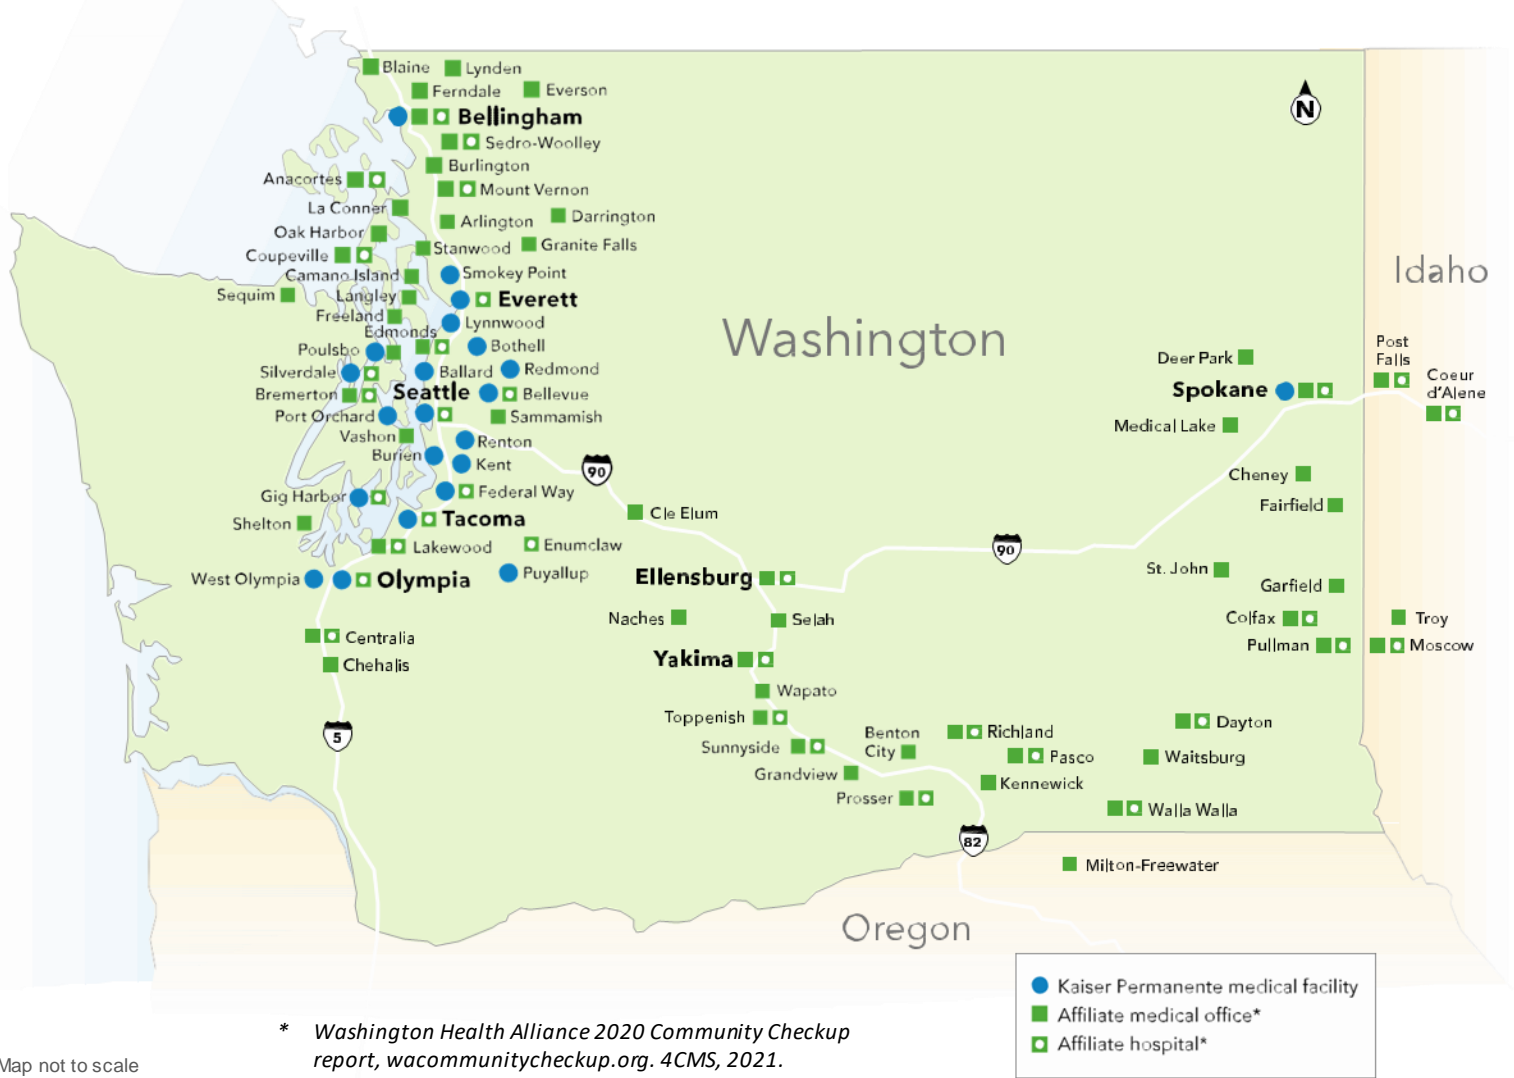 Blaine
Lynden
Ferndale
Everson
Bellingham
Sedro-Woolley
Burlington
Anacortes
Mount Vernon
La Conner
Arlington
Darrington
Oak Harbor
Stanwood
Granite Falls
Coupeville
Camano Island
Smokey Point
Sequim
Langley
Everett
Freeland
Lynnwood
Edmonds
Poulsbo
Bothell
Silverdale
Ballard
Redmond
Bremerton
Seattle
Bellevue
Port Orchard
Sammamish
Vashon
Renton
Burien
Kent
Gig Harbor
Federal Way
Shelton
Tacoma
Lakewood
Enumclaw
West Olympia
Olympia
Puyallup
Centralia
Chehalis
5
Washington
N
Idaho
Oregon
90
Cle Elum
90
Ellensburg
Naches
Selah
Yakima
Wapato
Toppenish
Sunnyside
Grandview
Prosser
Benton
City
Richland
Pasco
Kennewick
82
Dayton
Waitsburg
Walla Walla
Milton-Freewater
Deer Park
Spokane
Medical Lake
Cheney
Fairfield
St. John
Garfield
Colfax
Pullman
Post
Falls
Coeur
d'Alene
Troy
Moscow
Kaiser Permanente medical facility
Affiliate medical office*
Affiliate hospital*
* Washington Health Alliance 2020 Community Checkup
report, wacommunitycheckup.org. 4CMS, 2021.
Map not to scale